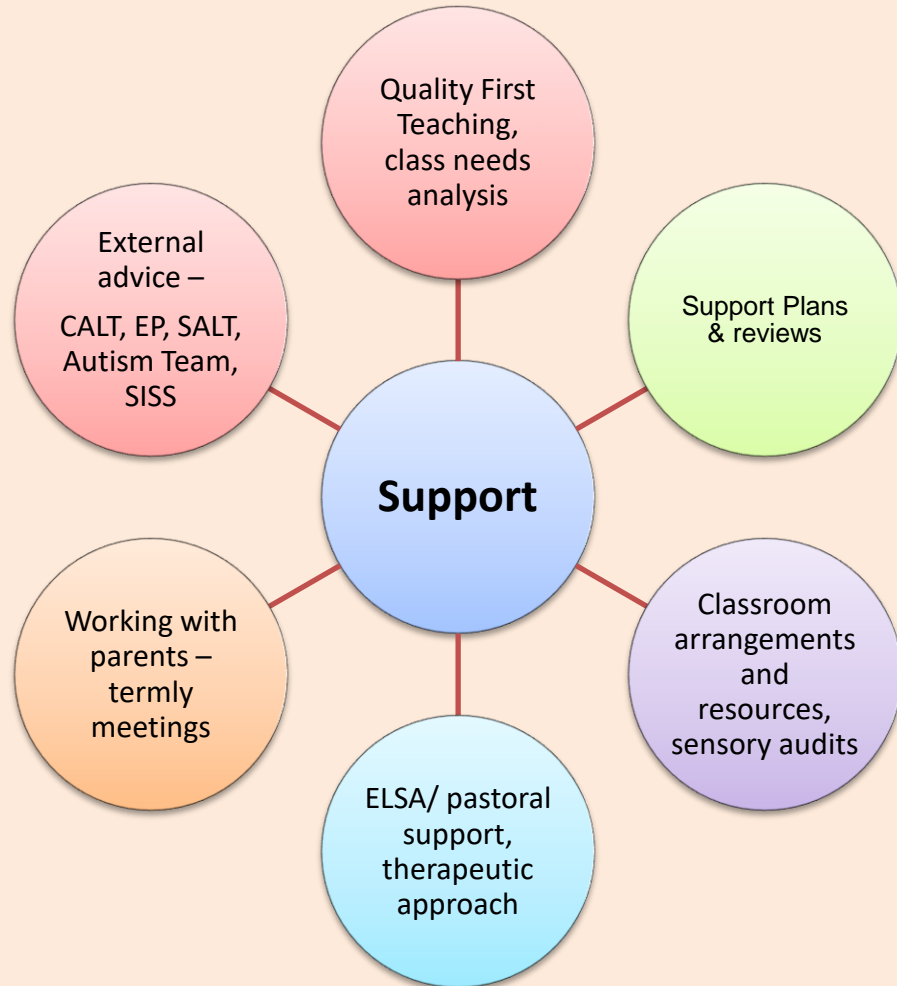 Quality First
Teaching,
class needs
analysis
External
advice –
CALT, EP, SALT,
Autism Team,
SISS
Support Plans
& reviews
Support
Working with
parents –
termly
meetings
Classroom
arrangements
and
resources,
sensory audits
ELSA/ pastoral
support,
therapeutic
approach